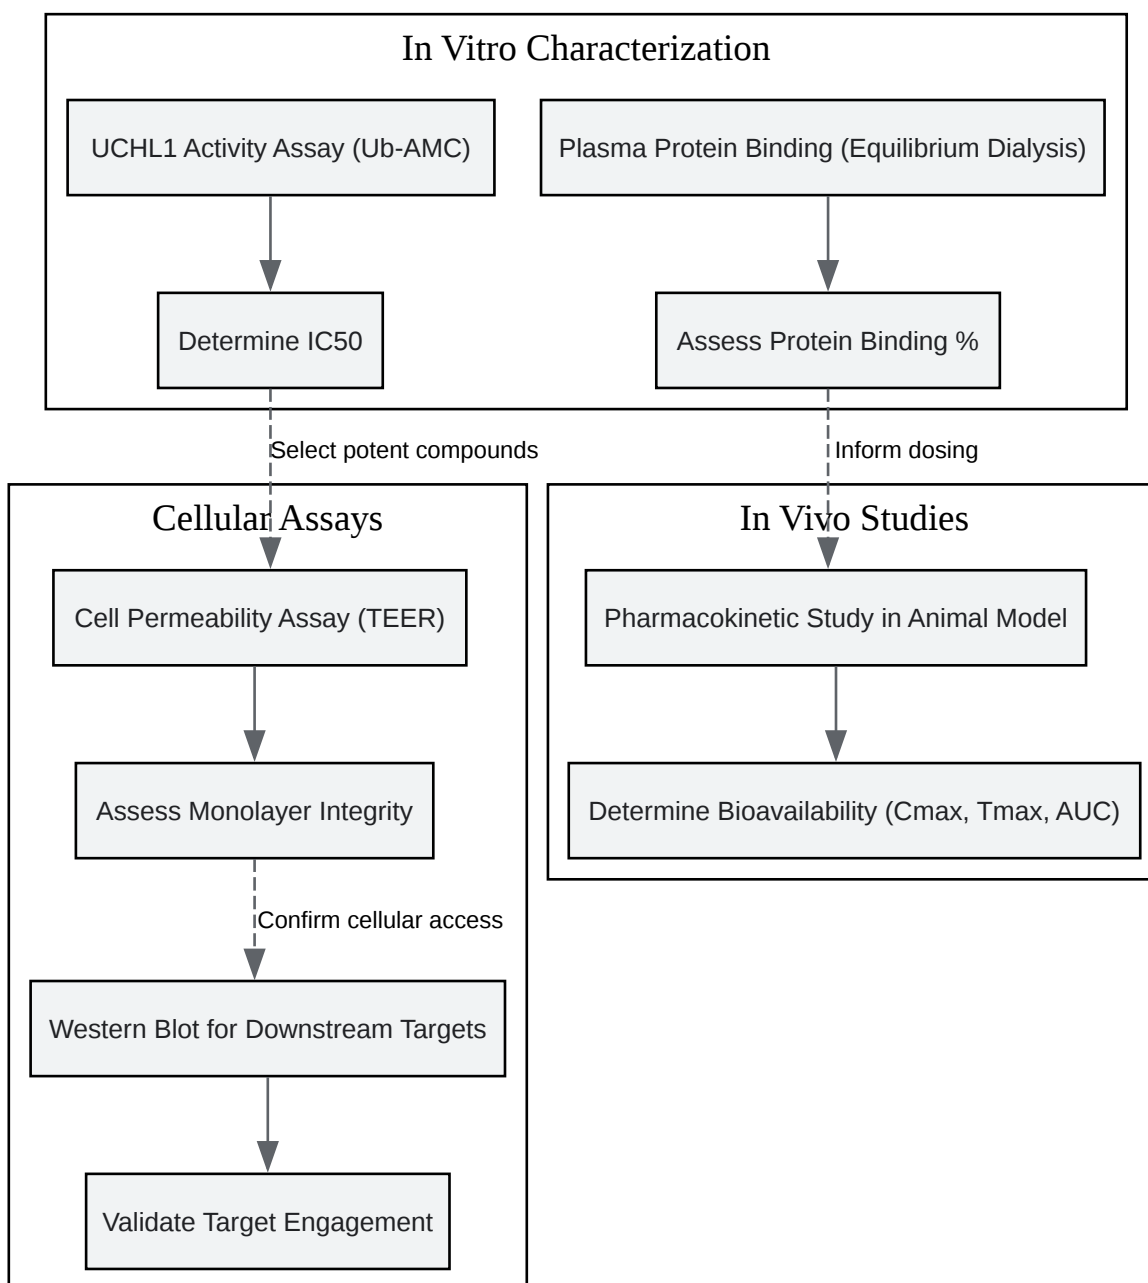 In Vitro Characterization
UCHL1 Activity Assay (Ub-AMC)
Plasma Protein Binding (Equilibrium Dialysis)
Determine IC50
Assess Protein Binding %
Select potent compounds
Inform dosing
Cellular Assays
In Vivo Studies
Cell Permeability Assay (TEER)
Pharmacokinetic Study in Animal Model
Assess Monolayer Integrity
Determine Bioavailability (Cmax, Tmax, AUC)
Confirm cellular access
Western Blot for Downstream Targets
Validate Target Engagement